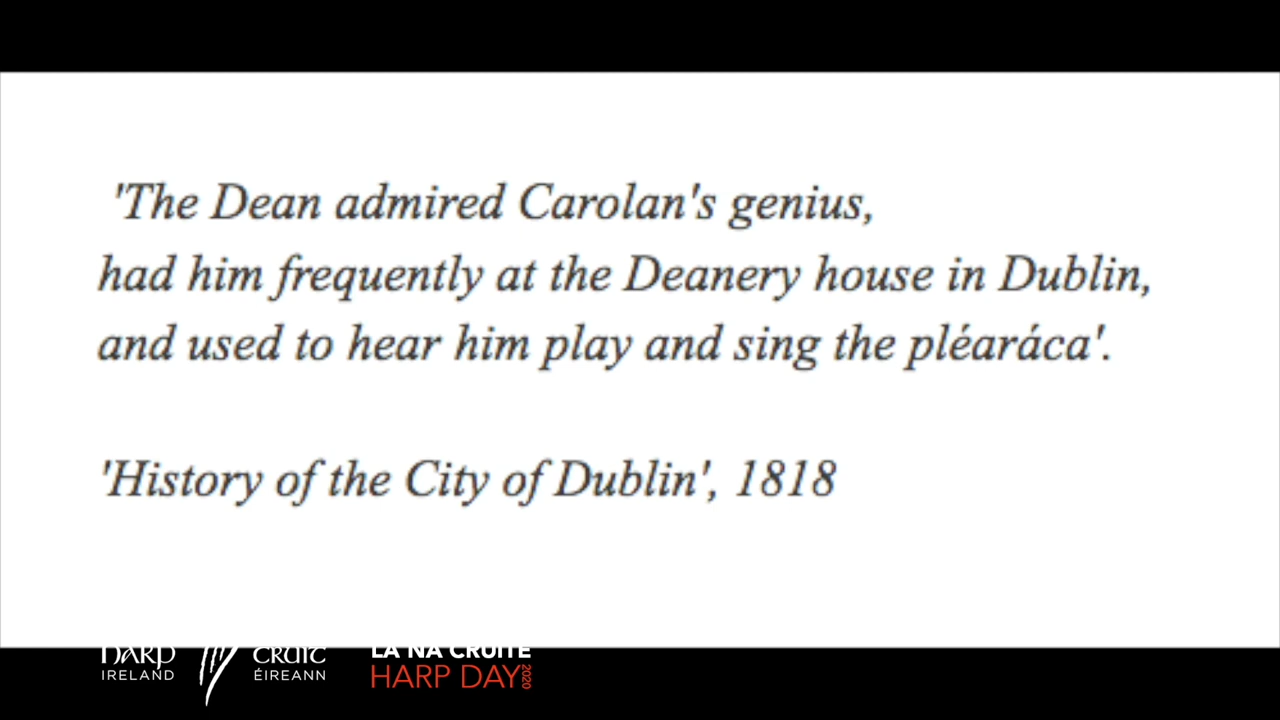 'The Dean admired Carolan's genius,
had him frequently at the Deanery house in Dublin,
and used to hear him play and sing the pléaráca'.
'History of the City of Dublin', 1818
HARP
IRELAND
CRUIT
ÉIREANN
LÁ NA CRUITE
HARP DAY 2020